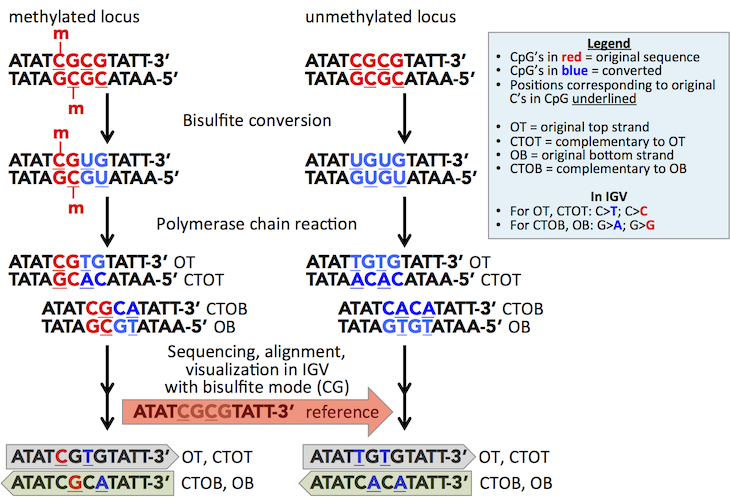 methylated locus
unmethylated locus
m
ATATCGCGTATT-3’
TATAGCGCATAA-5’
m
ATATCGCGTATT-3’
TATAGCGCATAA-5’
Legend
• CpG’s in red = original sequence
• CpG’s in blue = converted
• Positions corresponding to original
C’s in CpG underlined
• OT = original top strand
• CTOT = complementary to OT
• OB = original bottom strand
• CTOB = complementary to OB
In IGV
• For OT, CTOT: C>T; C>C
• For CTOB, OB: G>A; G>G
Bisulfite conversion
m
ATATCGUGTATT-3’
TATAGCGUATAA-5’
m
ATATUGUGTATT-3’
TATAGUGUATAA-5’
Polymerase chain reaction
ATATCGTGTATT-3’ OT
TATAGCACATAA-5’ CTOT
ATATCGCATATT-3’ CTOB
TATAGCGTATAA-5’ OB
ATATTGTGTATT-3’ OT
TATAACACATAA-5’ CTOT
ATATCACATATT-3’ CTOB
TATAGTGTATAA-5’ OB
Sequencing, alignment,
visualization in IGV
with bisulfite mode (CG)
ATATCGCGTATT-3’ reference
ATATCGTGTATT-3’ OT, CTOT
ATATCGCATATT-3’ CTOB, OB
ATATTGTGTATT-3’ OT, CTOT
ATATCACATATT-3’ CTOB, OB